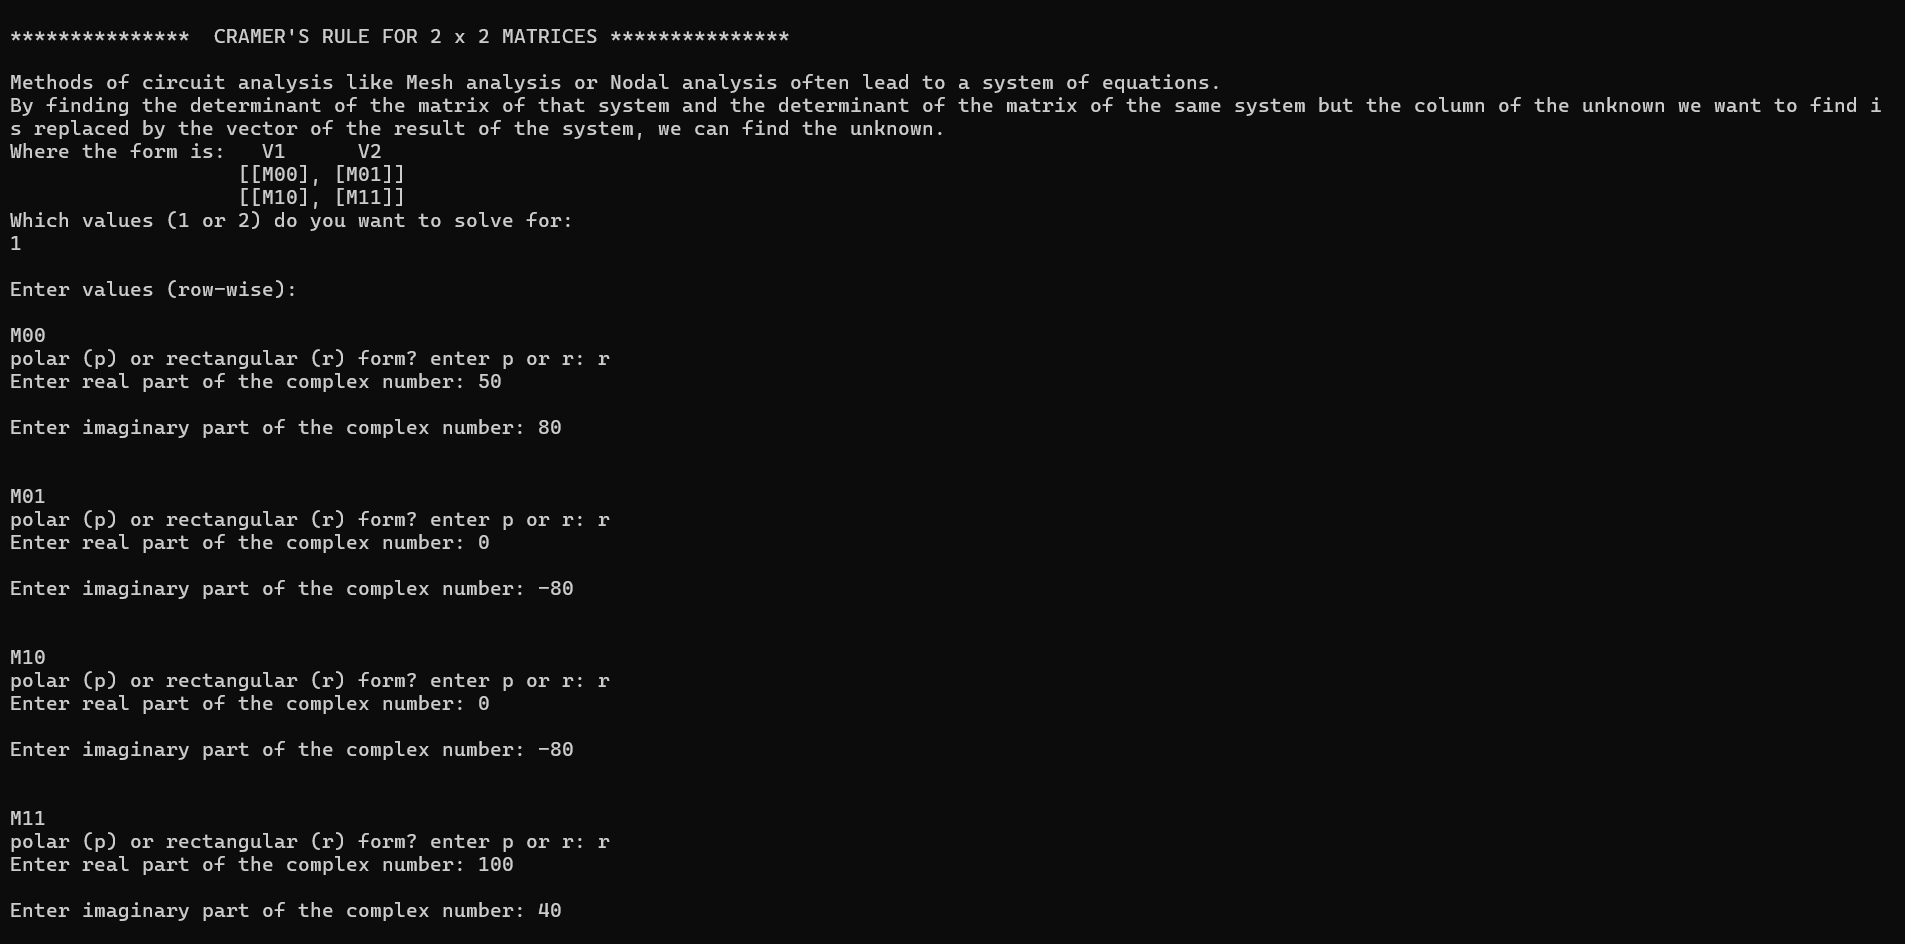 ***************  CRAMER'S RULE FOR 2 x 2 MATRICES ***************
Methods of circuit analysis like Mesh analysis or Nodal analysis often lead to a system of equations.
By finding the determinant of the matrix of that system and the determinant of the matrix of the same system but the column of the unknown we want to find i
s replaced by the vector of the result of the system, we can find the unknown.
Where the form is:   V1      V2
                   [[M00], [M01]]
                   [[M10], [M11]]
Which values (1 or 2) do you want to solve for:
1
Enter values (row-wise):
M00
polar (p) or rectangular (r) form? enter p or r: r
Enter real part of the complex number: 50
Enter imaginary part of the complex number: 80
M01
polar (p) or rectangular (r) form? enter p or r: r
Enter real part of the complex number: 0
Enter imaginary part of the complex number: -80
M10
polar (p) or rectangular (r) form? enter p or r: r
Enter real part of the complex number: 0
Enter imaginary part of the complex number: -80
M11
polar (p) or rectangular (r) form? enter p or r: r
Enter real part of the complex number: 100
Enter imaginary part of the complex number: 40